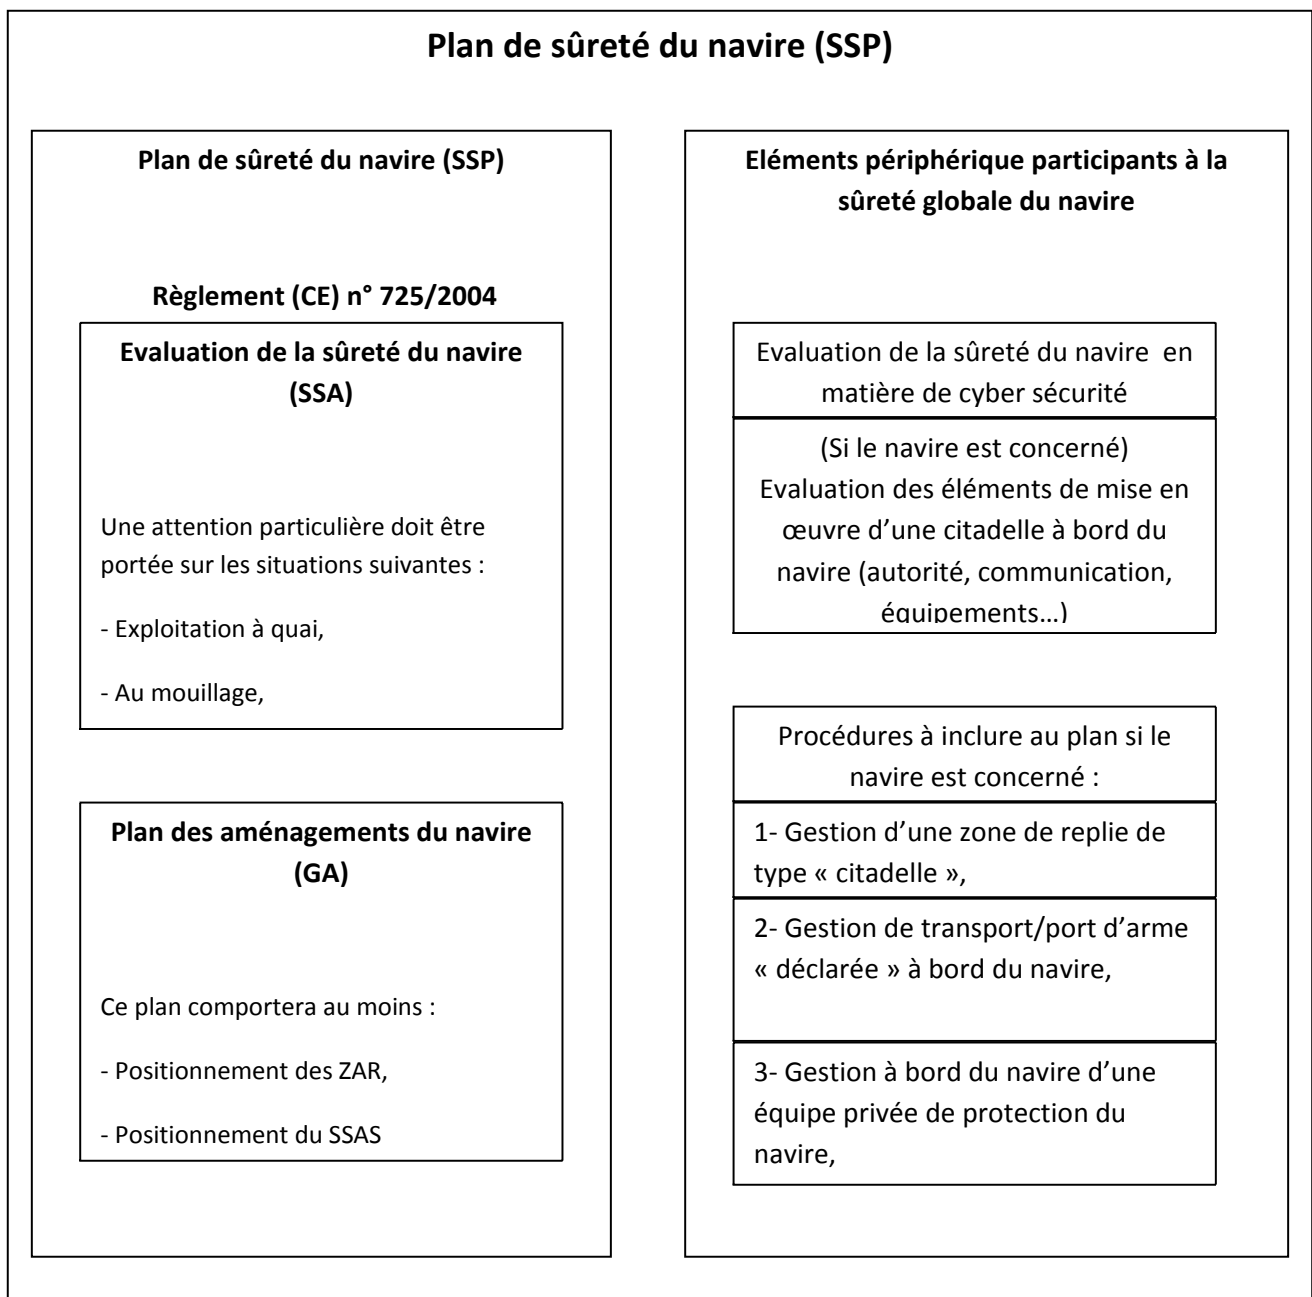 Plan de sûreté du navire (SSP)
Plan de sûreté du navire (SSP)
Règlement (CE) n° 725/2004
Evaluation de la sûreté du navire
(SSA)
Une attention particulière doit être
portée sur les situations suivantes :
- Exploitation à quai,
- Au mouillage,
Plan des aménagements du navire
(GA)
Ce plan comportera au moins :
- Positionnement des ZAR,
- Positionnement du SSAS
Eléments périphérique participants à la
sûreté globale du navire
Evaluation de la sûreté du navire en
matière de cyber sécurité
(Si le navire est concerné)
Evaluation des éléments de mise en
œuvre d’une citadelle à bord du
navire (autorité, communication,
équipements…)
Procédures à inclure au plan si le
navire est concerné :
1- Gestion d’une zone de replie de
type « citadelle »,
2- Gestion de transport/port d’arme
« déclarée » à bord du navire,
3- Gestion à bord du navire d’une
équipe privée de protection du
navire,